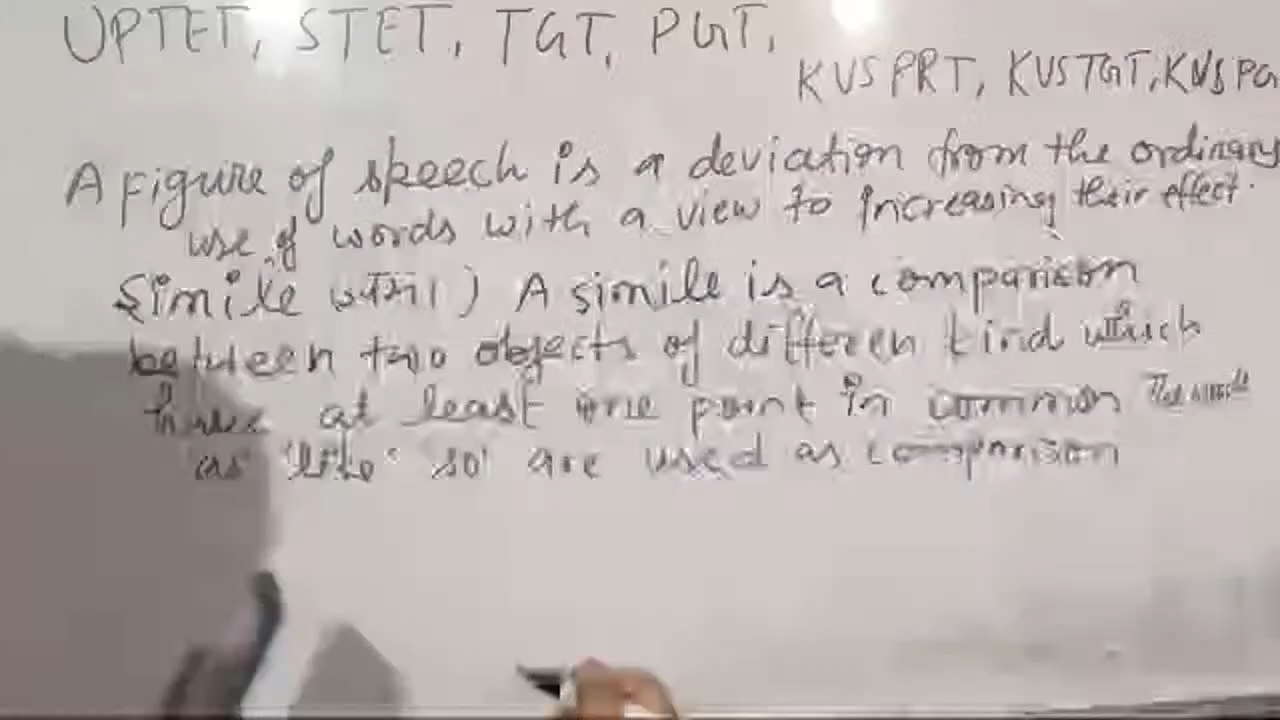 UPTET, STET, TGT, PGT,
KVS PRT, KVS TGT, KVS PG
A Figure of speech is a deviation from the ordinary
use of words with a view to increasing their effect.
Simile ) A simile is a comparison
between two objects of differen kind which
have at least one point in common The
as 'like' 'so' are used as comparison